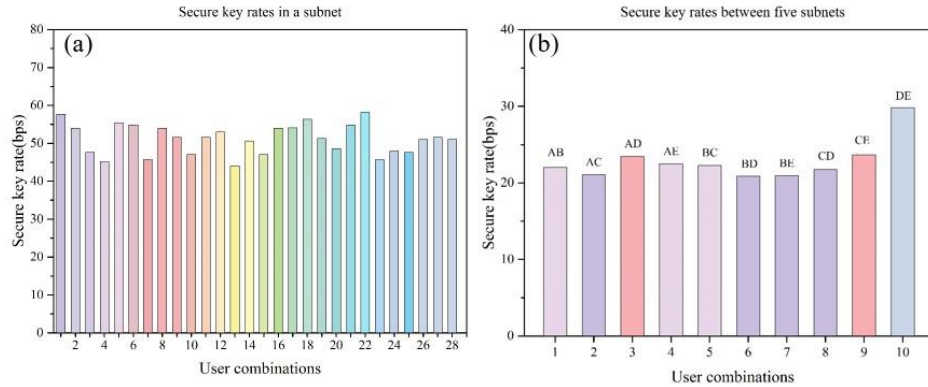 Secure key rates in a subnet
(a)
Secure key rate(bps)
80
70
60
50
40
30
20
10
0
2 4 6 8 10 12 14 16 18 20 22 24 26 28
User combinations
Secure key rates between five subnets
(b)
Secure key rate(bps)
40
30
20
10
0
AB AC AD AE BC BD BE CD CE DE
1 2 3 4 5 6 7 8 9 10
User combinations